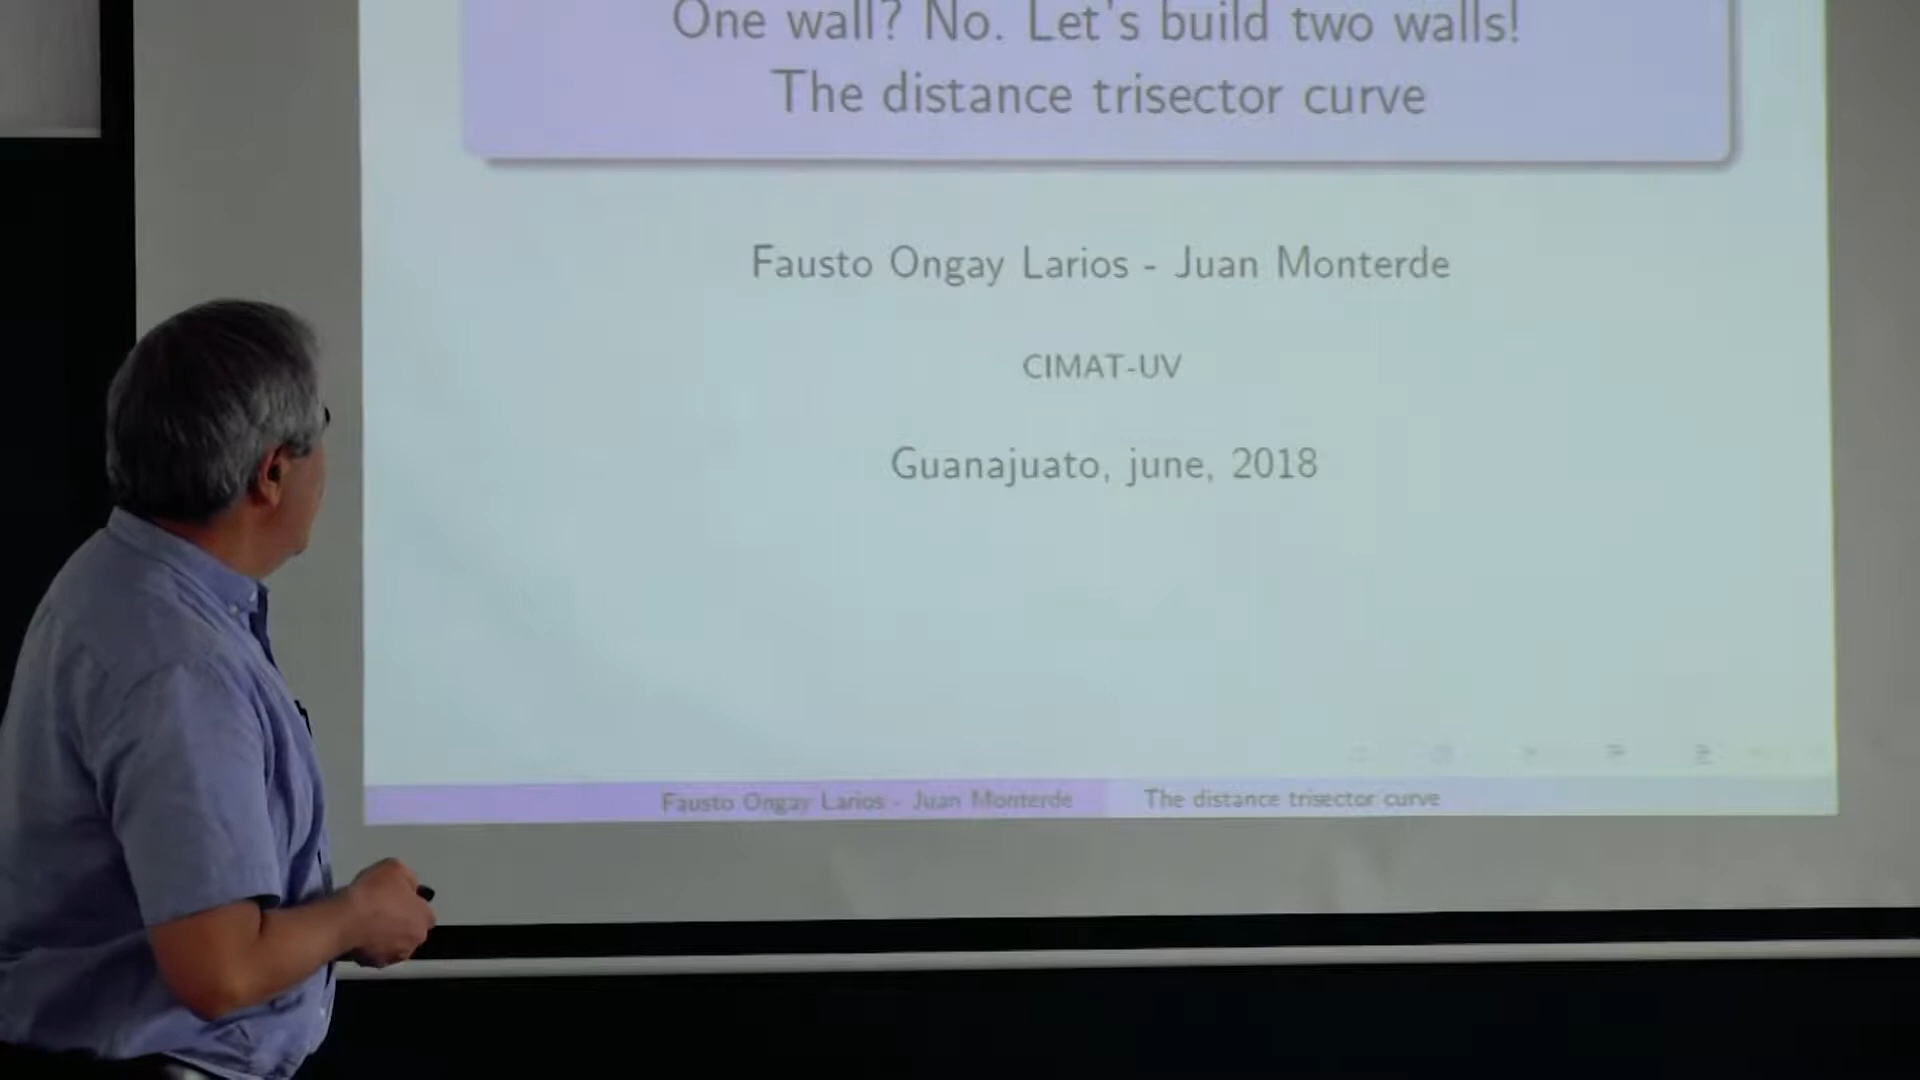 One wall? No. Let's build two walls!
The distance trisector curve
Fausto Ongay Larios - Juan Monterde
CIMAT-UV
Guanajuato, june, 2018
Fausto Ongay Larios - Juan Monterde The distance trisector curve